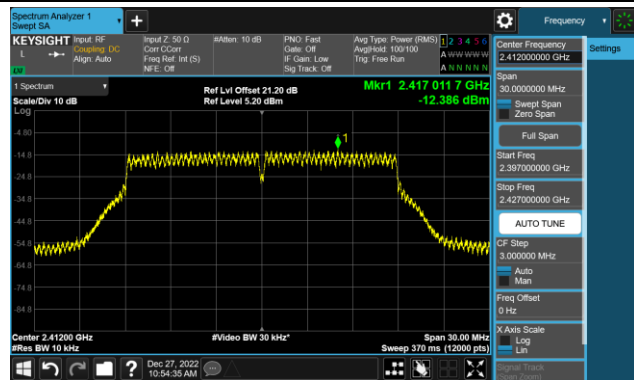 Spectrum Analyzer 1
Swept SA
Frequency
KEYSIGHT
L
LXI
Input: RF
Coupling: DC
Align: Auto
Input Z: 50 Ω
Corr CCorr
Freq Ref: Int (S)
NFE: Off
#Atten: 10 dB
PNO: Fast
Gate: Off
IF Gain: Low
Sig Track: Off
Avg Type: Power (RMS)
Avg|Hold: 100/100
Trig: Free Run
1 2 3 4 5 6
A W W W W W
A N N N N N
1 Spectrum
Scale/Div 10 dB
Log
Ref Lvl Offset 21.20 dB
Ref Level 5.20 dBm
Mkr1 2.417 011 7 GHz
-12.386 dBm
1
-4.80
-14.8
-24.8
-34.8
-44.8
-54.8
-64.8
-74.8
-84.8
Center 2.41200 GHz
#Res BW 10 kHz
#Video BW 30 kHz*
Span 30.00 MHz
Sweep 370 ms (12000 pts)
Center Frequency
2.412000000 GHz
Settings
Span
30.0000000 MHz
Swept Span
Zero Span
Full Span
Start Freq
2.397000000 GHz
Stop Freq
2.427000000 GHz
AUTO TUNE
CF Step
3.000000 MHz
Auto
Man
Freq Offset
0 Hz
X Axis Scale
Log
Lin
Signal Track
(Span Zoom)
?
Dec 27, 2022
10:54:35 AM